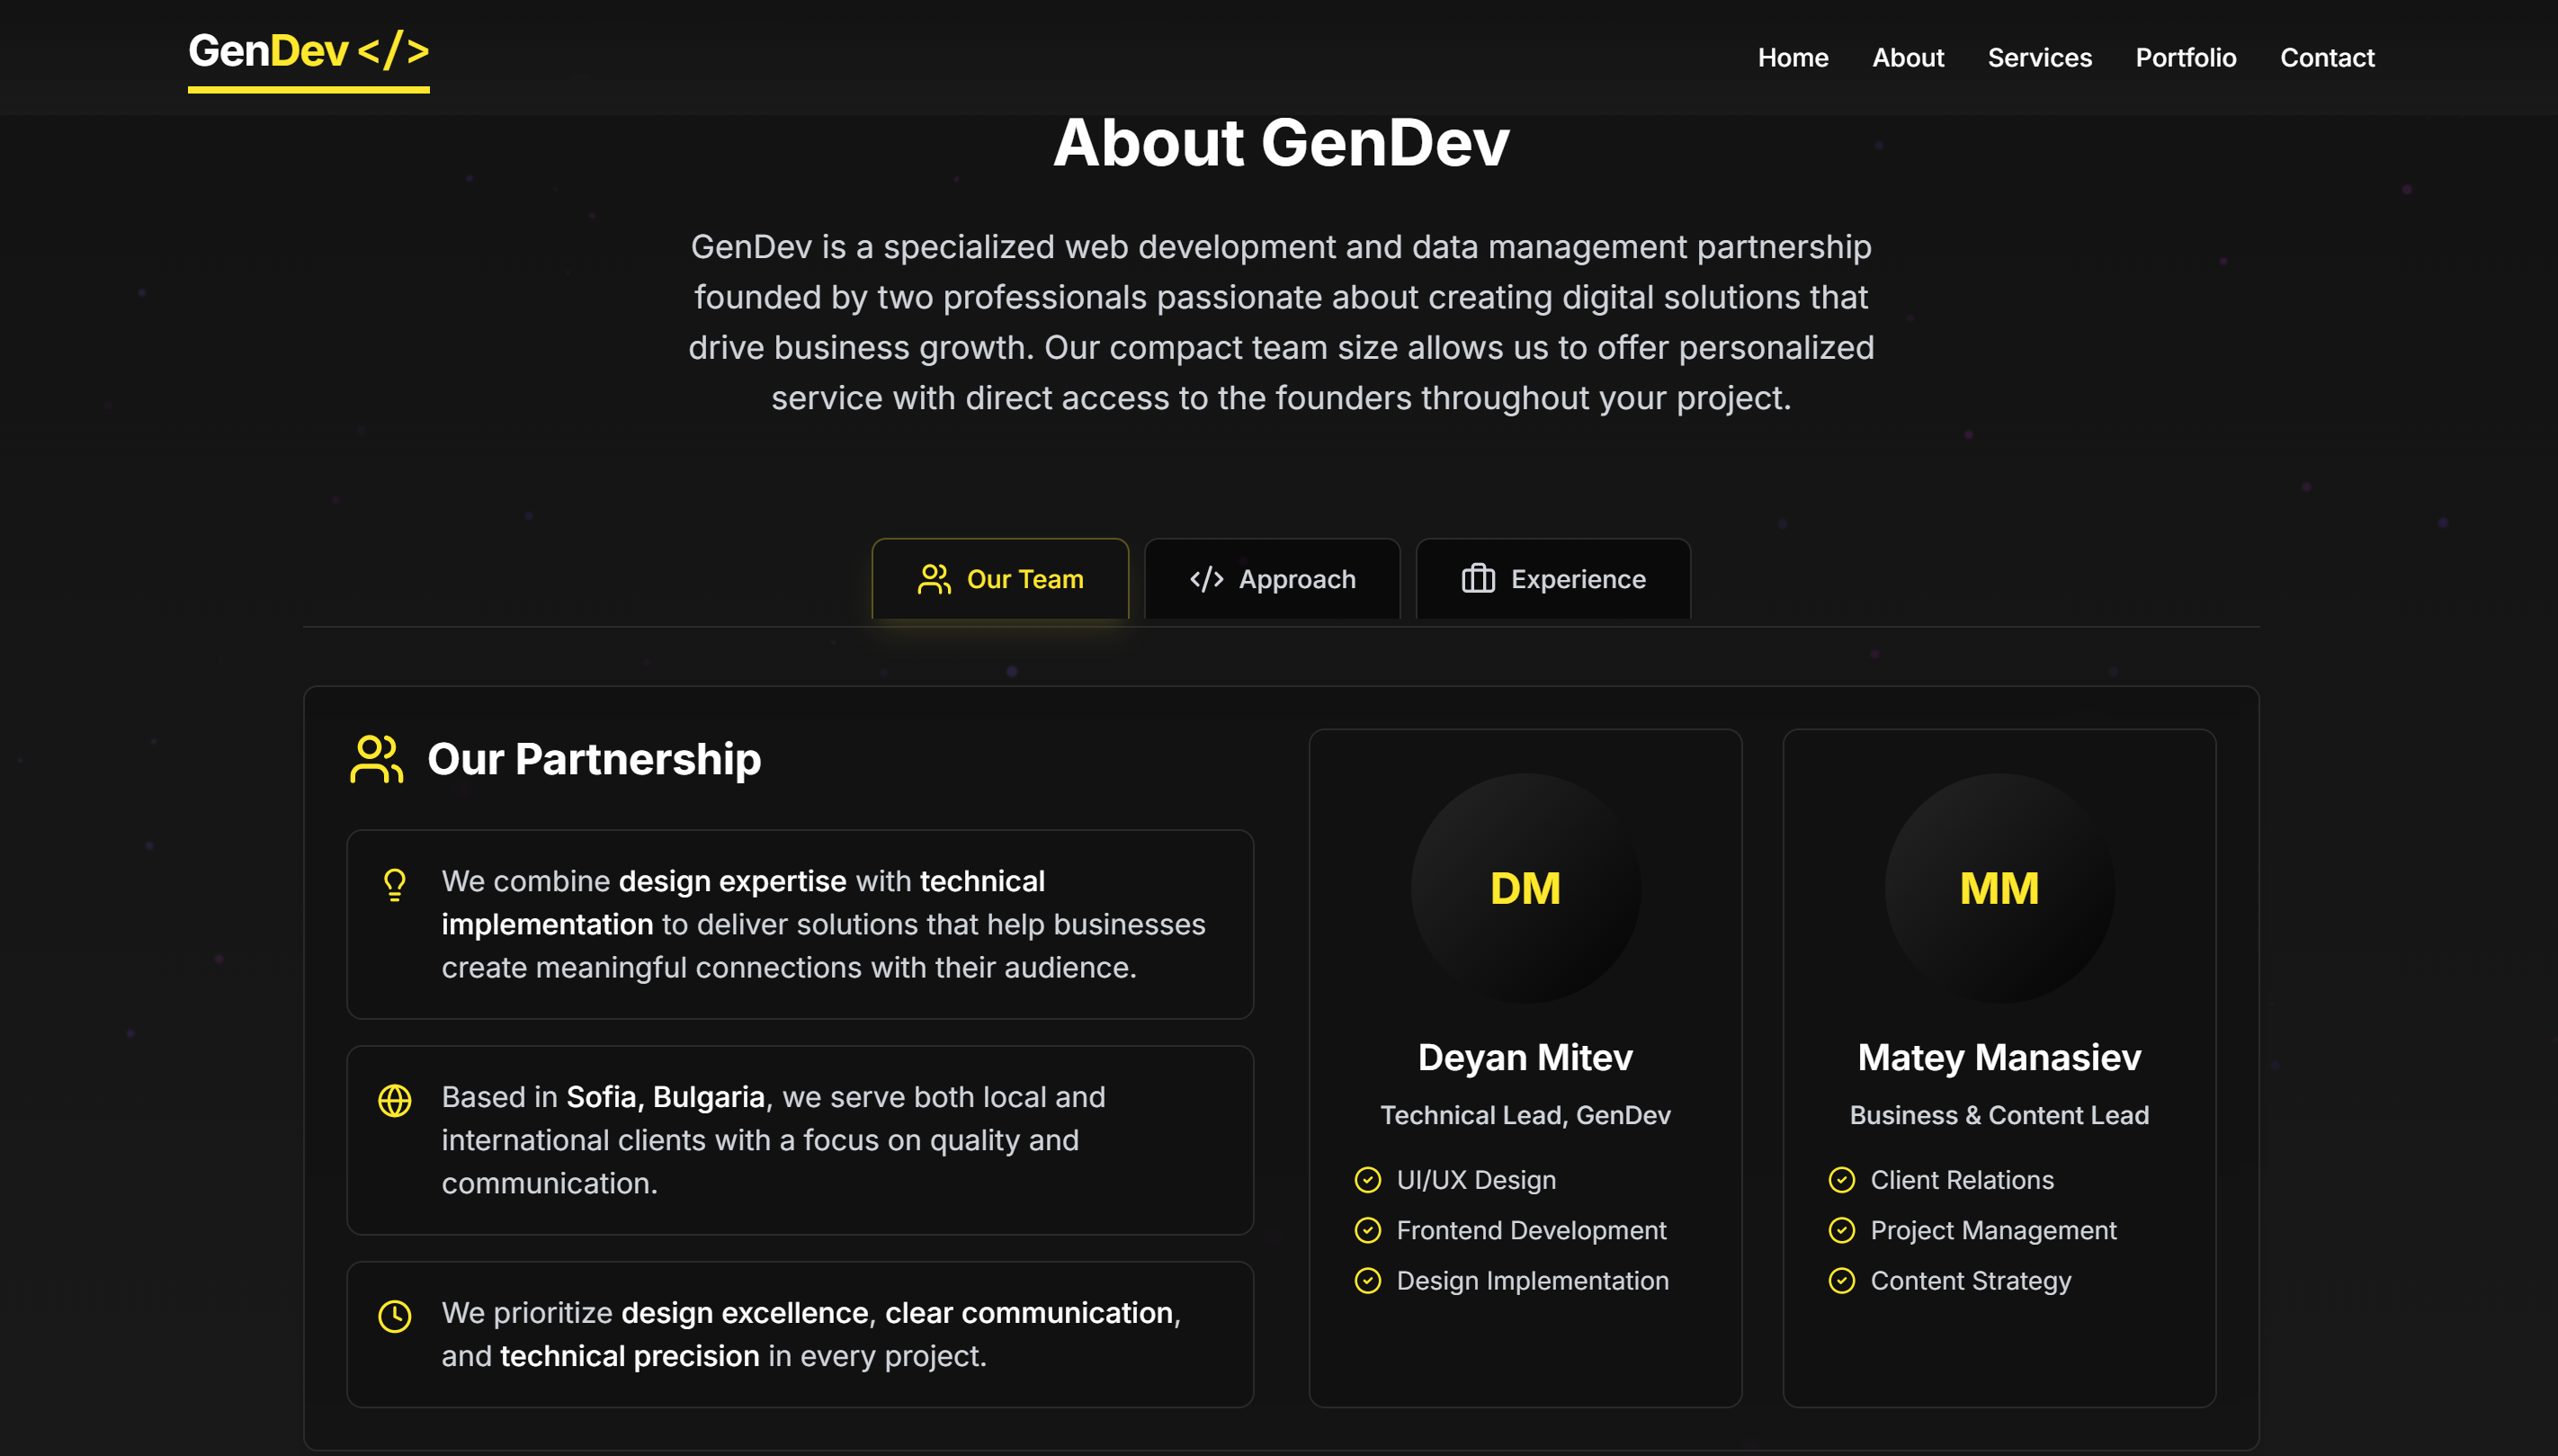 GenDev </>
Home About Services Portfolio Contact
About GenDev
GenDev is a specialized web development and data management partnership
founded by two professionals passionate about creating digital solutions that
drive business growth. Our compact team size allows us to offer personalized
service with direct access to the founders throughout your project.
Our Team
</> Approach
Experience
Our Partnership
We combine design expertise with technical
implementation to deliver solutions that help businesses
create meaningful connections with their audience.
Based in Sofia, Bulgaria, we serve both local and
international clients with a focus on quality and
communication.
We prioritize design excellence, clear communication,
and technical precision in every project.
DM
Deyan Mitev
Technical Lead, GenDev
UI/UX Design
Frontend Development
Design Implementation
MM
Matey Manasiev
Business & Content Lead
Client Relations
Project Management
Content Strategy